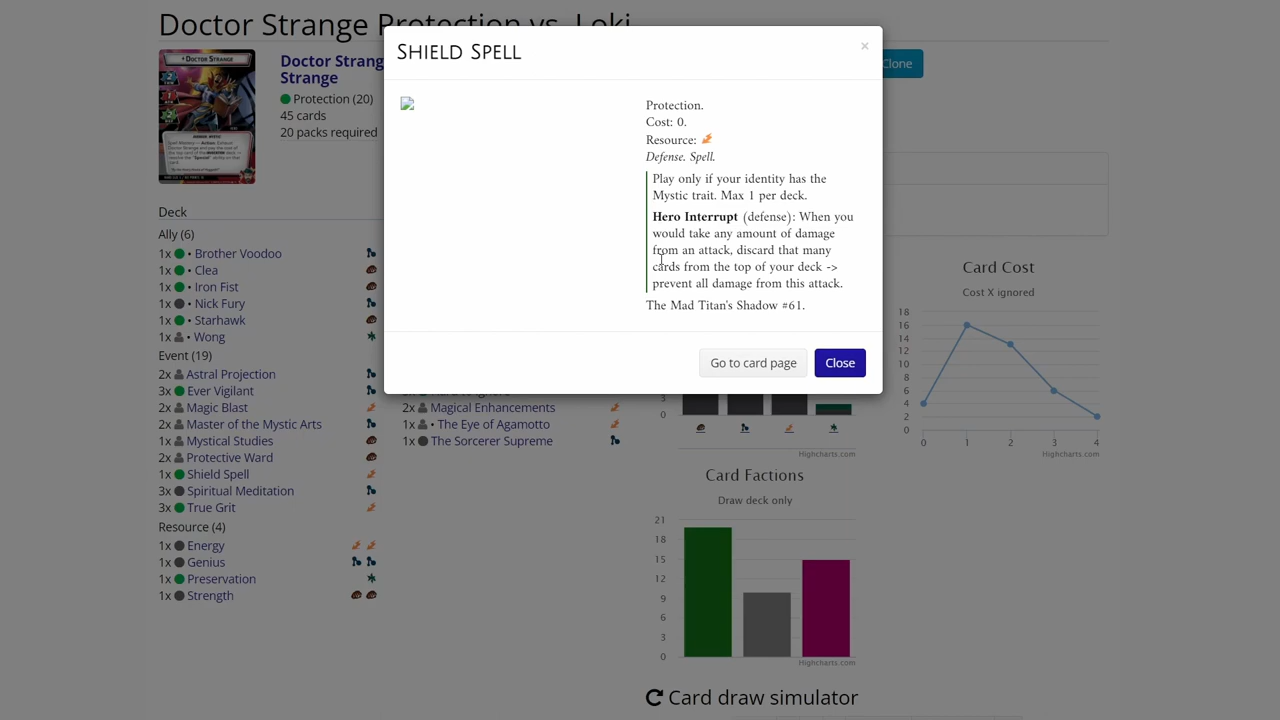 Doctor Strange Protection vs. Loki
SHIELD SPELL
×
Clone
Doctor Strang
Strange
Protection (20)
45 cards
20 packs required
DOCTOR STRANGE
Protection.
Cost: 0.
Resource:
Defense. Spell.
Play only if your identity has the
Mystic trait. Max 1 per deck.
Hero Interrupt (defense): When you
would take any amount of damage
from an attack, discard that many
cards from the top of your deck ->
prevent all damage from this attack.
The Mad Titan's Shadow #61.
Go to card page
Close
Deck
Ally (6)
1x • Brother Voodoo
1x • Clea
1x • Iron Fist
1x • Nick Fury
1x • Starhawk
1x • Wong
Event (19)
2x Astral Projection
3x Ever Vigilant
2x Magic Blast
2x Master of the Mystic Arts
1x Mystical Studies
2x Protective Ward
1x Shield Spell
3x Spiritual Meditation
3x True Grit
Resource (4)
1x Energy
1x Genius
1x Preservation
1x Strength
2x Magical Enhancements
1x • The Eye of Agamotto
1x The Sorcerer Supreme
3
0
Highcharts.com
Card Cost
Cost X ignored
18
16
14
12
10
8
6
4
2
0
0 1 2 3 4
Highcharts.com
Card Factions
Draw deck only
21
18
15
12
9
6
3
0
Highcharts.com
Card draw simulator